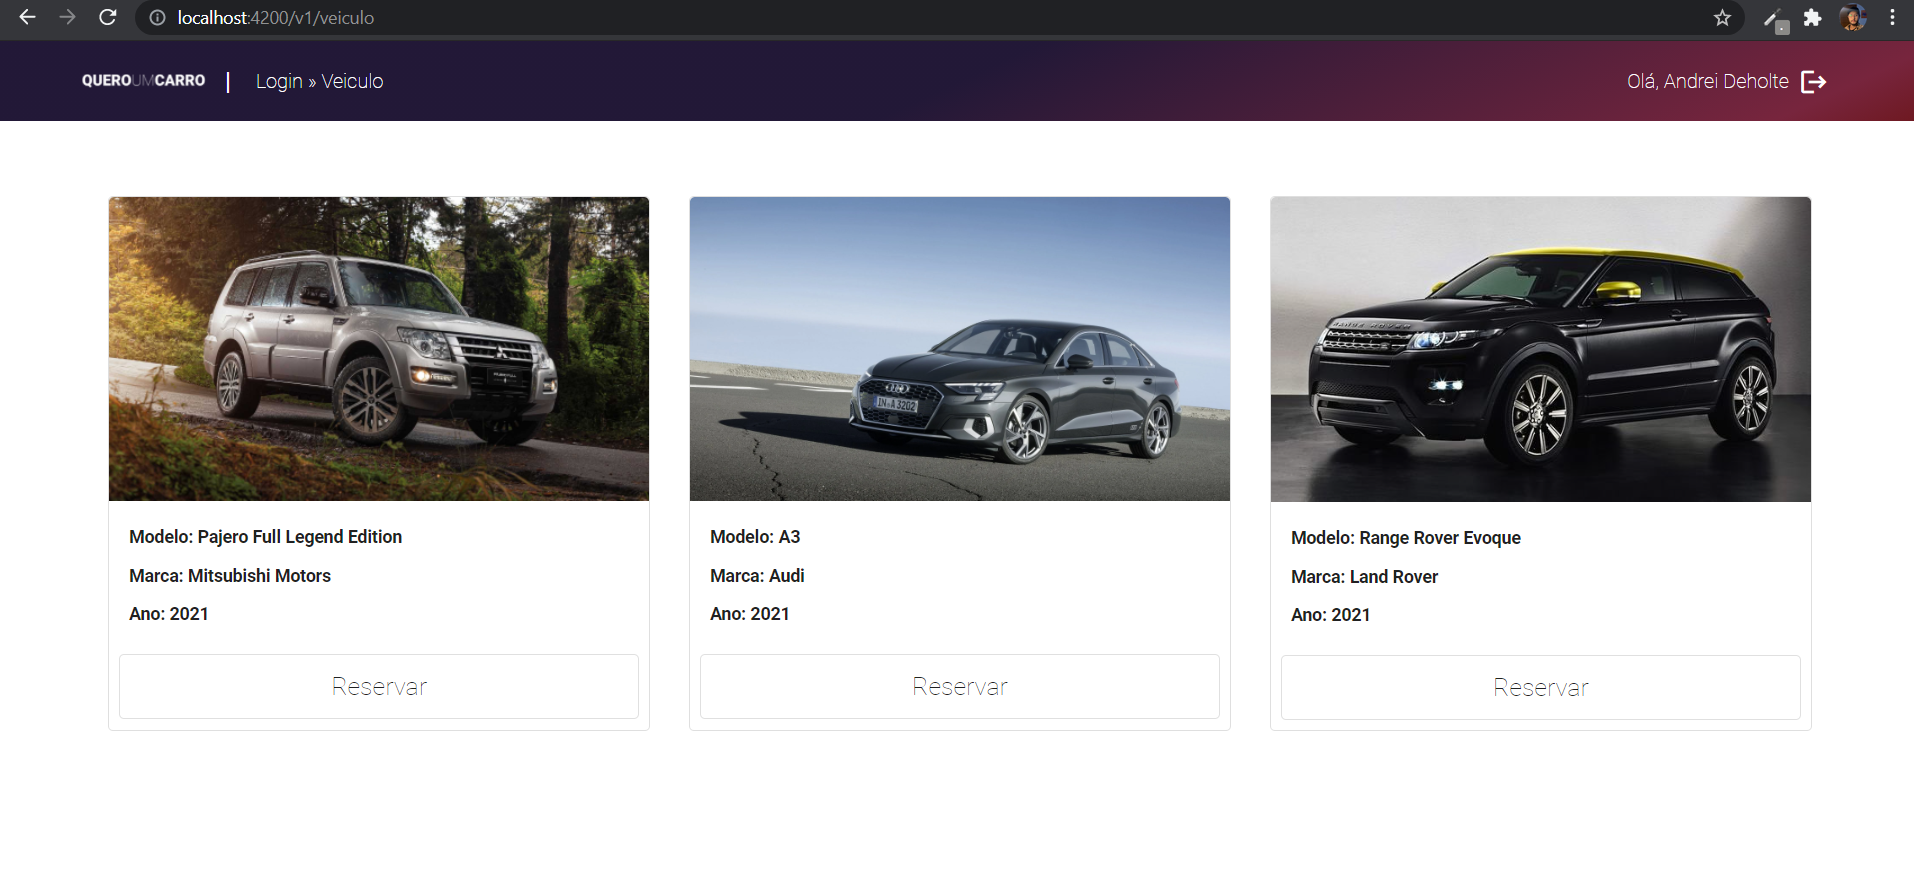 localhost:4200/v1/veiculo
QUEROUMCARRO | Login » Veiculo
Olá, Andrei Deholte
RANGE ROVER
IN·A 3202
Modelo: Pajero Full Legend Edition
Marca: Mitsubishi Motors
Ano: 2021
Reservar
Modelo: A3
Marca: Audi
Ano: 2021
Reservar
Modelo: Range Rover Evoque
Marca: Land Rover
Ano: 2021
Reservar